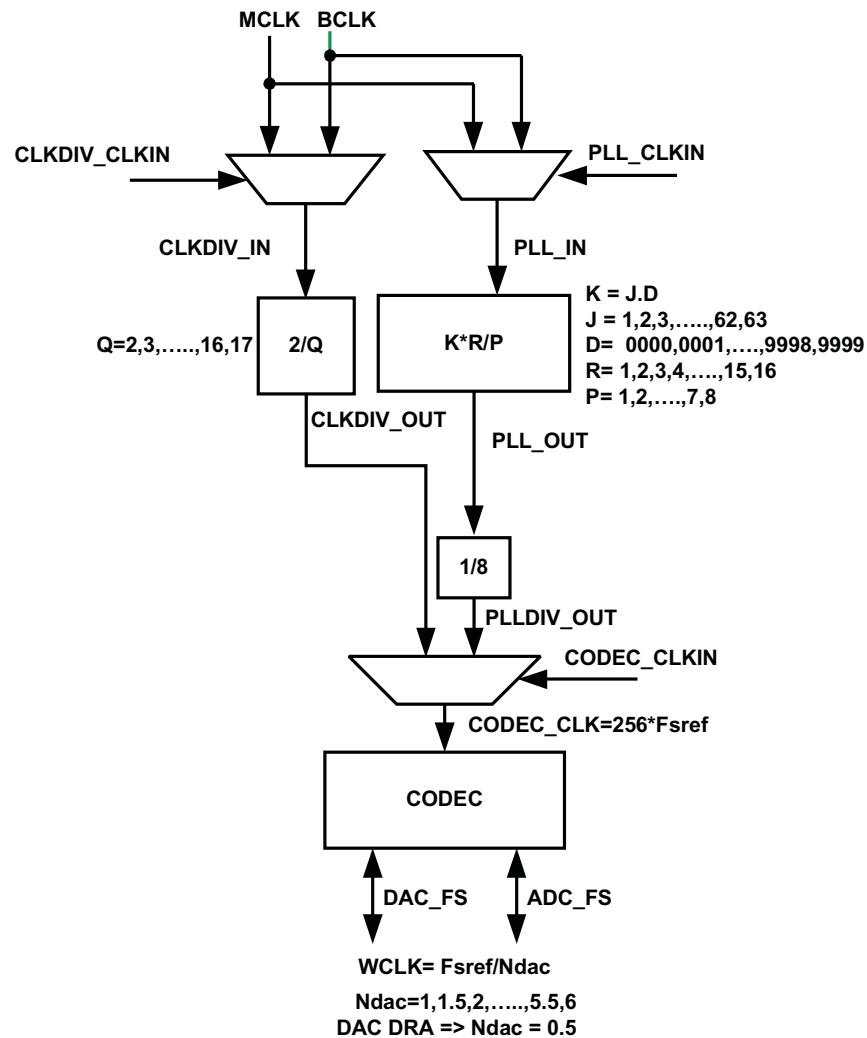 MCLK BCLK
CLKDIV_CLKIN
PLL_CLKIN
CLKDIV_IN
PLL_IN
Q=2,3,…..,16,17
2/Q
K*R/P
K = J.D
J = 1,2,3,…..,62,63
D= 0000,0001,….,9998,9999
R= 1,2,3,4,….,15,16
P= 1,2,….,7,8
CLKDIV_OUT
PLL_OUT
1/8
PLLDIV_OUT
CODEC_CLKIN
CODEC_CLK=256*Fsref
CODEC
DAC_FS
ADC_FS
WCLK= Fsref/Ndac
Ndac=1,1.5,2,…..,5.5,6
DAC DRA => Ndac = 0.5